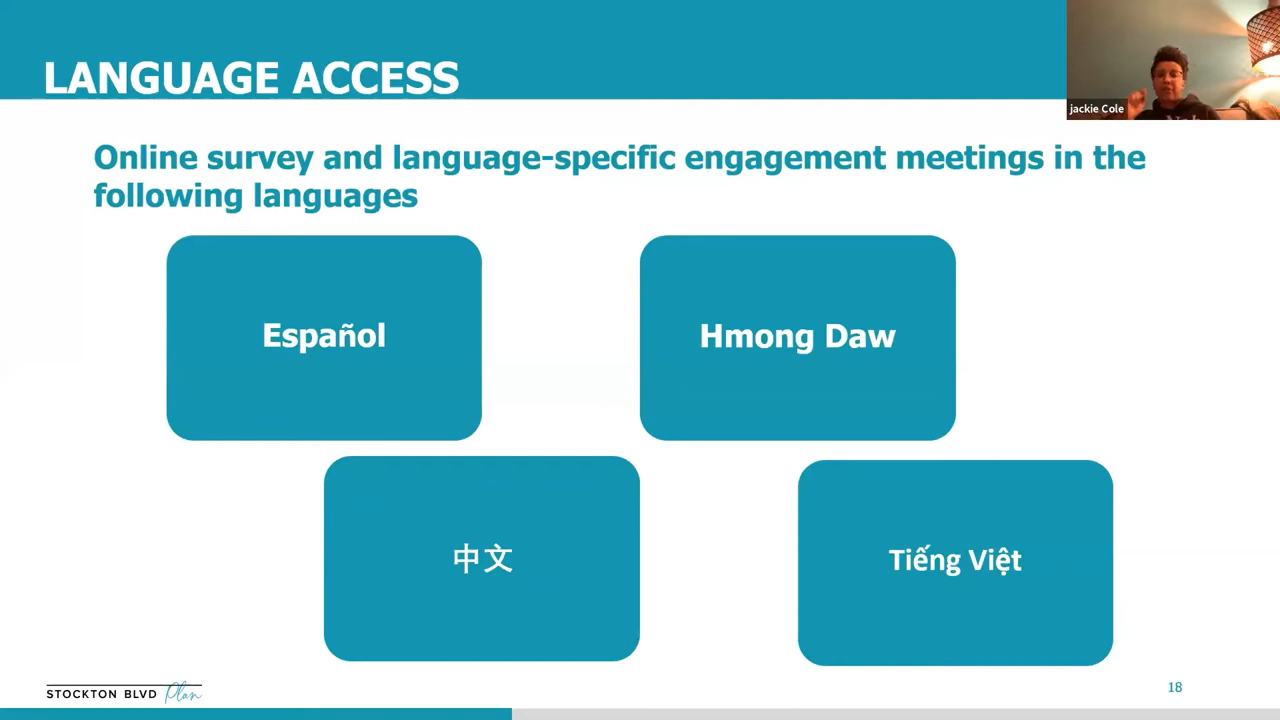 LANGUAGE ACCESS
jackie Cole
Online survey and language-specific engagement meetings in the
following languages
Español
Hmong Daw
中文
Tiếng Việt
STOCKTON BLVD Plan
18